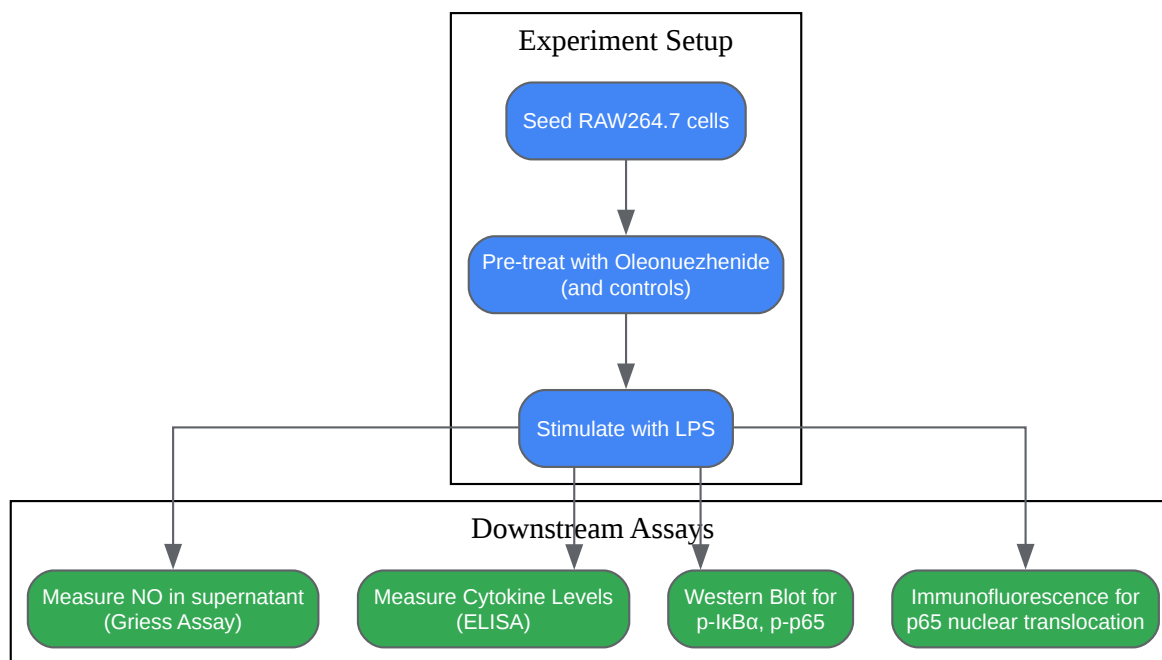 Experiment Setup
Seed RAW264.7 cells
Pre-treat with Oleonuezhenide
(and controls)
Stimulate with LPS
Downstream Assays
Measure NO in supernatant
(Griess Assay)
Measure Cytokine Levels
(ELISA)
Western Blot for
p-IκBα, p-p65
Immunofluorescence for
p65 nuclear translocation